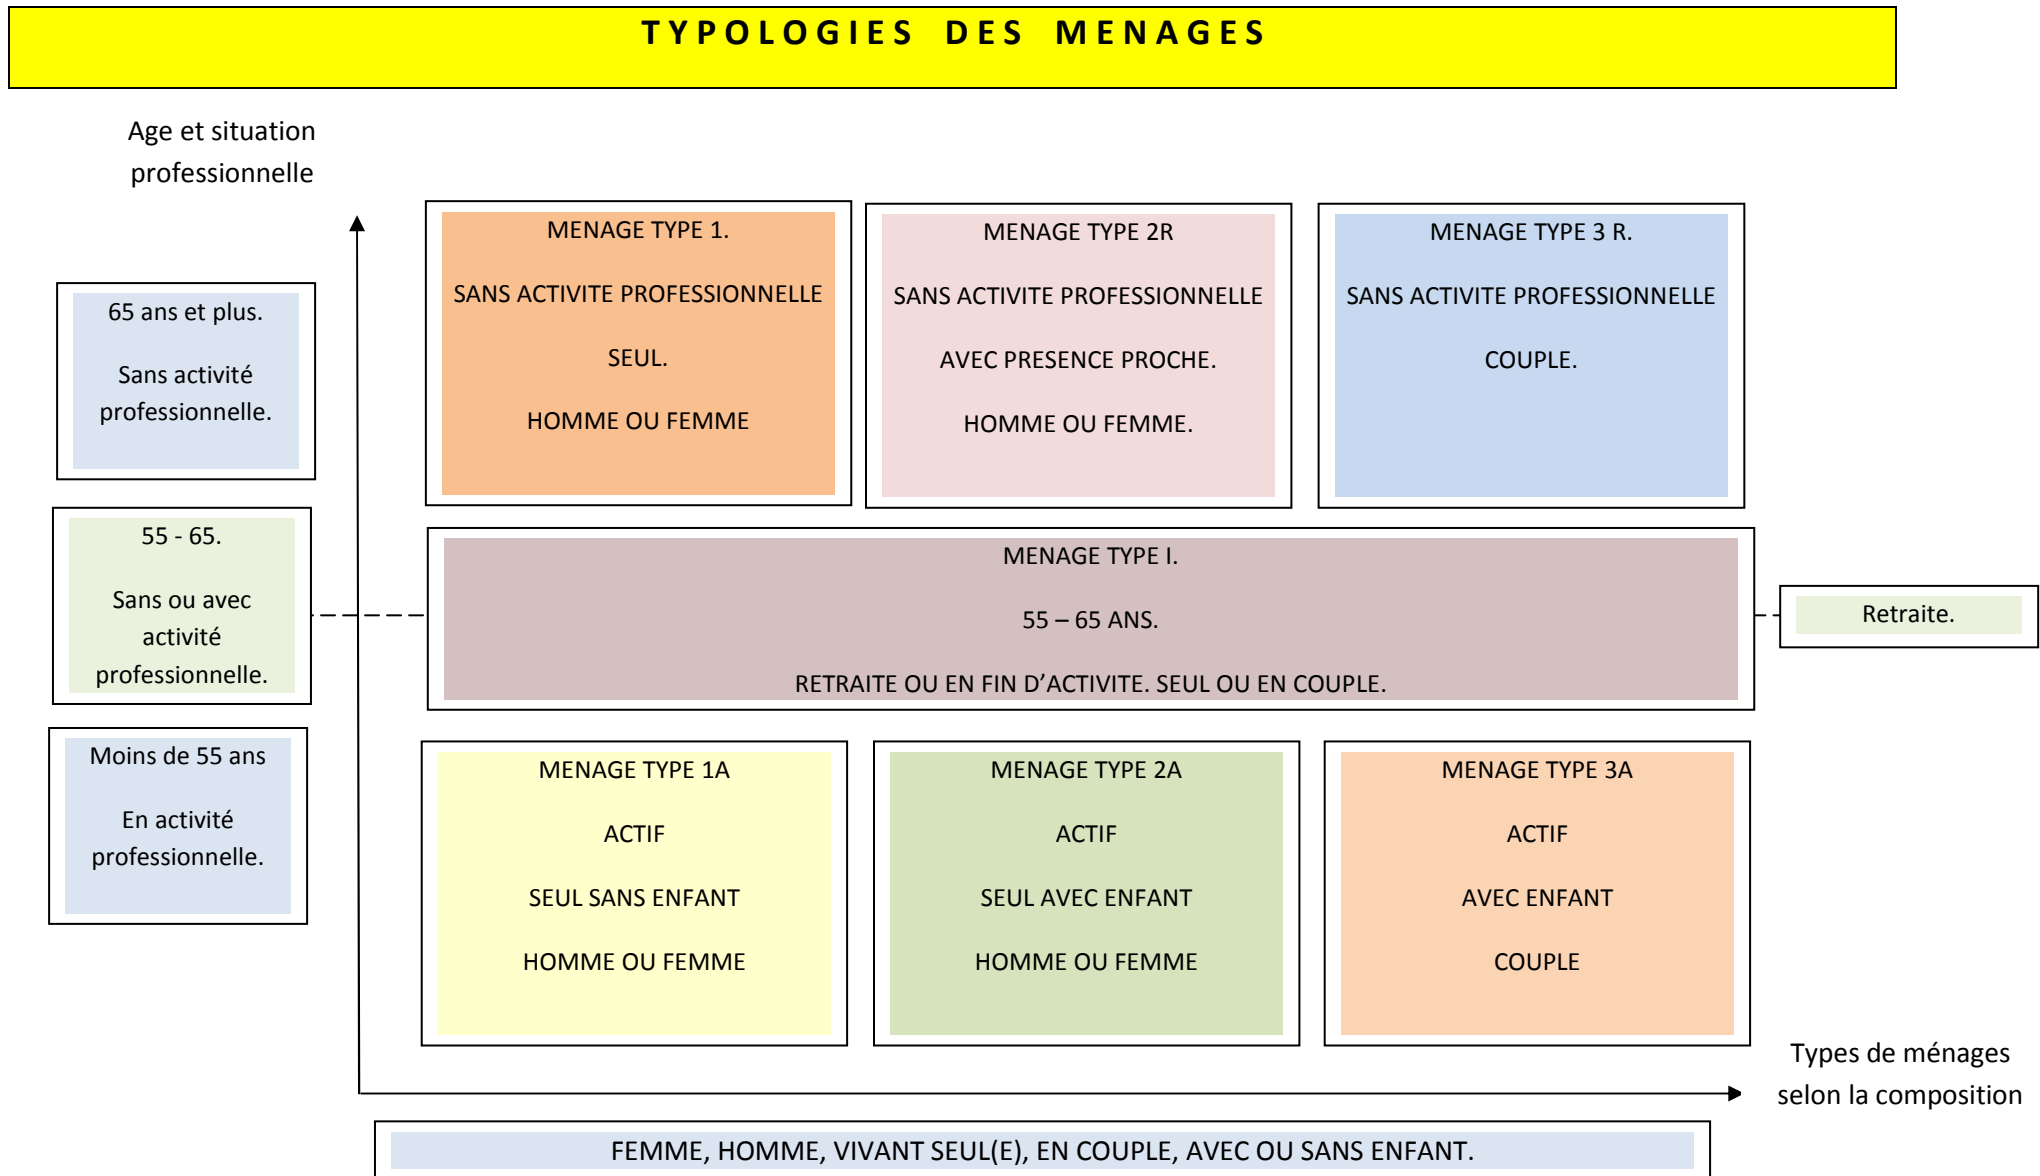 TYPOLOGIES DES MENAGES
Age et situation
professionnelle
65 ans et plus.
Sans activité
professionnelle.
MENAGE TYPE 1.
SANS ACTIVITE PROFESSIONNELLE
SEUL.
HOMME OU FEMME
MENAGE TYPE 2R
SANS ACTIVITE PROFESSIONNELLE
AVEC PRESENCE PROCHE.
HOMME OU FEMME.
MENAGE TYPE 3 R.
SANS ACTIVITE PROFESSIONNELLE
COUPLE.
55 - 65.
Sans ou avec
activité
professionnelle.
MENAGE TYPE I.
55 – 65 ANS.
RETRAITE OU EN FIN D’ACTIVITE. SEUL OU EN COUPLE.
Retraite.
Moins de 55 ans
En activité
professionnelle.
MENAGE TYPE 1A
ACTIF
SEUL SANS ENFANT
HOMME OU FEMME
MENAGE TYPE 2A
ACTIF
SEUL AVEC ENFANT
HOMME OU FEMME
MENAGE TYPE 3A
ACTIF
AVEC ENFANT
COUPLE
Types de ménages
selon la composition
FEMME, HOMME, VIVANT SEUL(E), EN COUPLE, AVEC OU SANS ENFANT.